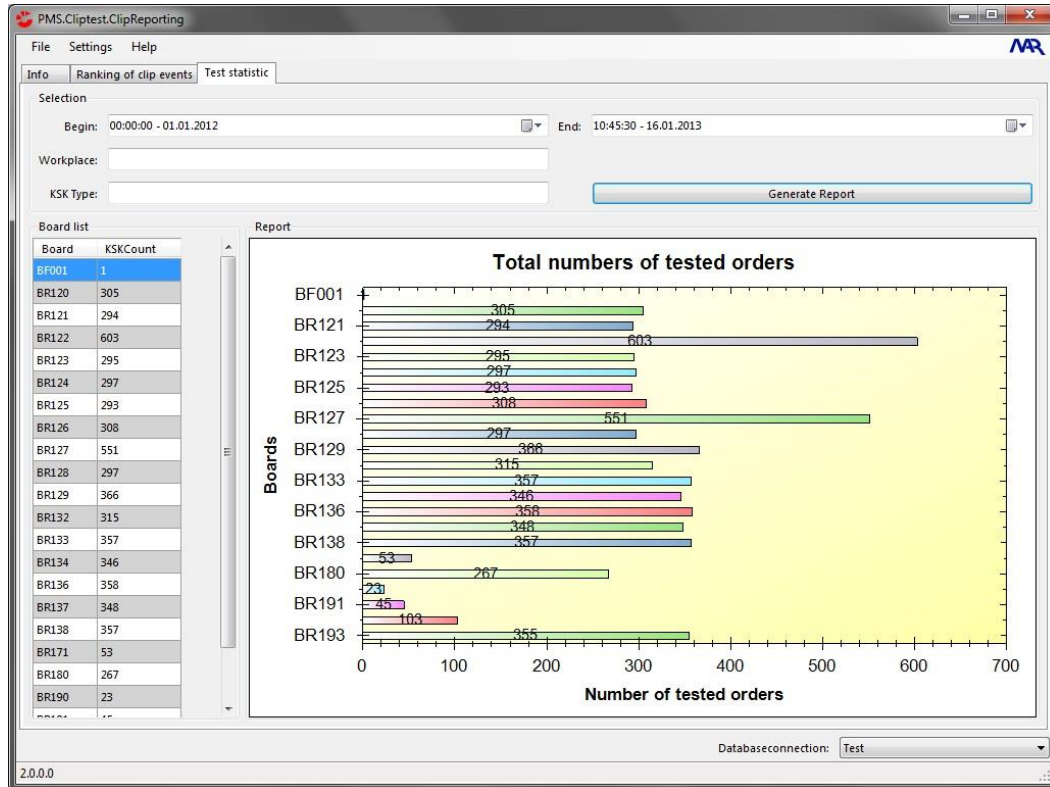 PMS.Cliptest.ClipReporting
File Settings Help
NAR
Info Ranking of clip events Test statistic
Selection
Begin: 00:00:00 - 01.01.2012 End: 10:45:30 - 16.01.2013
Workplace:
KSK Type: Generate Report
Board list
Board KSKCount
BF001 1
BR120 305
BR121 294
BR122 603
BR123 295
BR124 297
BR125 293
BR126 308
BR127 551
BR128 297
BR129 366
BR132 315
BR133 357
BR134 346
BR136 358
BR137 348
BR138 357
BR171 53
BR180 267
BR190 23
Report
Total numbers of tested orders
Boards
BF001
305
BR121 294
603
BR123 295
297
BR125 293
308
BR127 551
297
BR129 366
315
BR133 357
346
BR136 358
348
BR138 357
53
BR180 267
23
BR191 45
103
BR193 355
0 100 200 300 400 500 600 700
Number of tested orders
Databaseconnection: Test
2.0.0.0